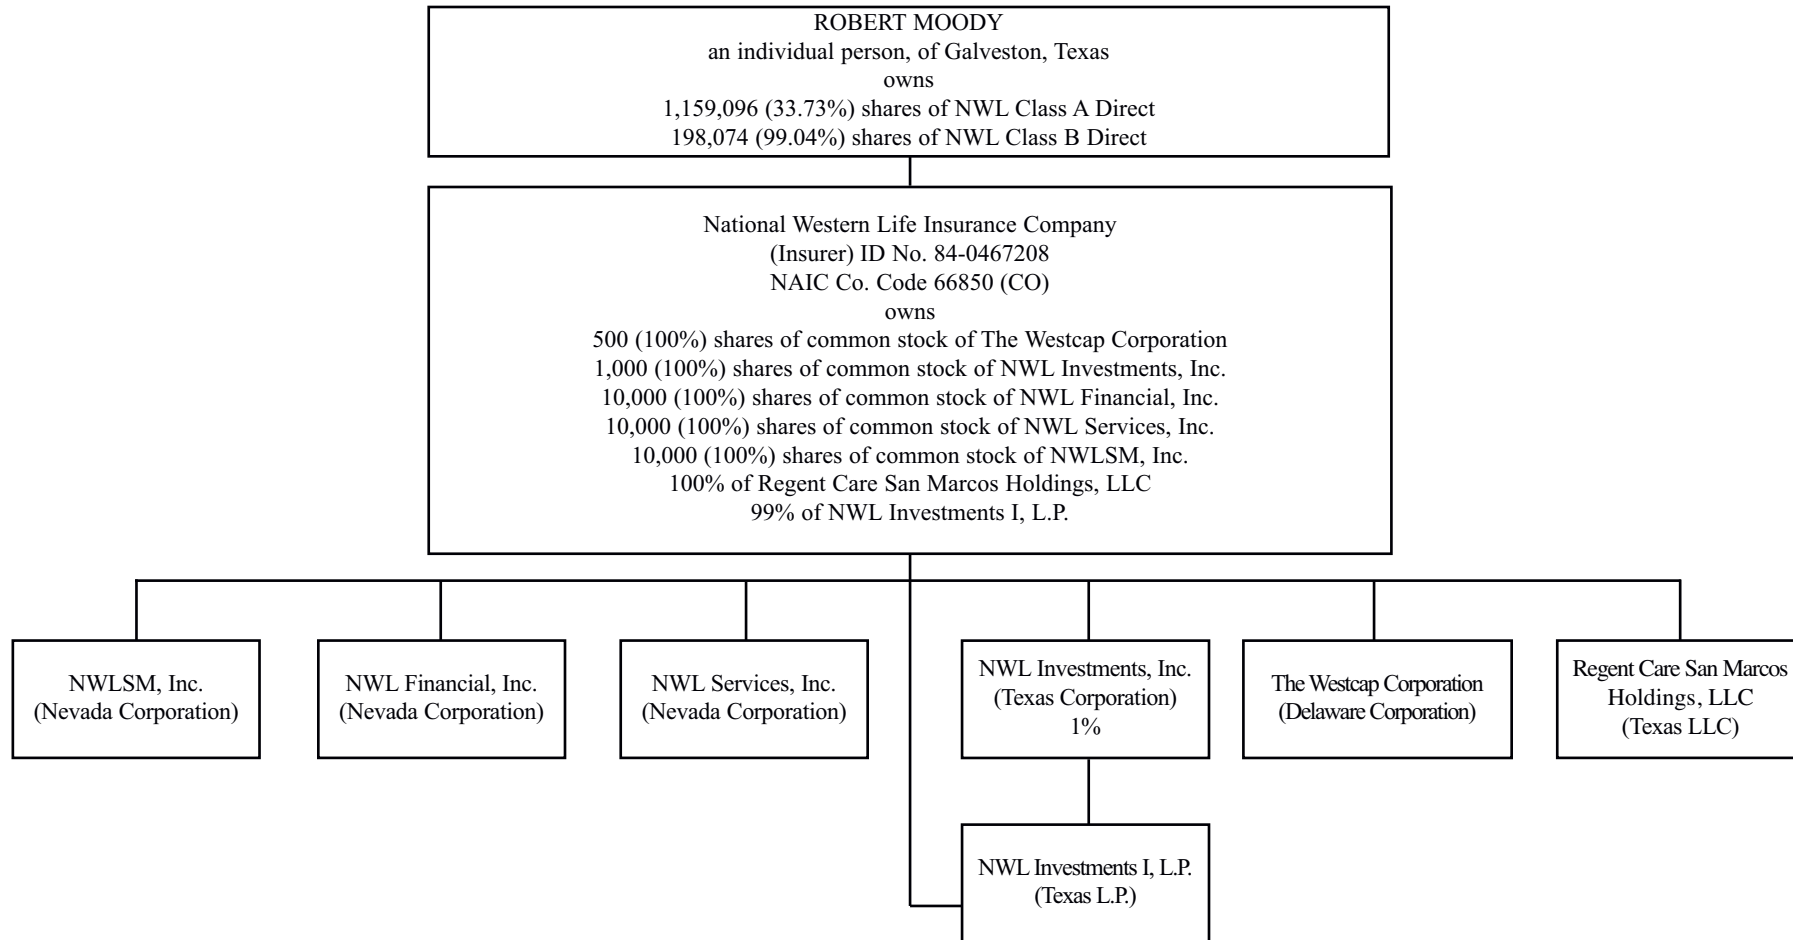 ROBERT MOODY
an individual person, of Galveston, Texas
owns
1,159,096 (33.73%) shares of NWL Class A Direct
198,074 (99.04%) shares of NWL Class B Direct
National Western Life Insurance Company
(Insurer) ID No. 84-0467208
NAIC Co. Code 66850 (CO)
owns
500 (100%) shares of common stock of The Westcap Corporation
1,000 (100%) shares of common stock of NWL Investments, Inc.
10,000 (100%) shares of common stock of NWL Financial, Inc.
10,000 (100%) shares of common stock of NWL Services, Inc.
10,000 (100%) shares of common stock of NWLSM, Inc.
100% of Regent Care San Marcos Holdings, LLC
99% of NWL Investments I, L.P.
NWLSM, Inc.
(Nevada Corporation)
NWL Financial, Inc.
(Nevada Corporation)
NWL Services, Inc.
(Nevada Corporation)
NWL Investments, Inc.
(Texas Corporation)
1%
The Westcap Corporation
(Delaware Corporation)
Regent Care San Marcos
Holdings, LLC
(Texas LLC)
NWL Investments I, L.P.
(Texas L.P.)